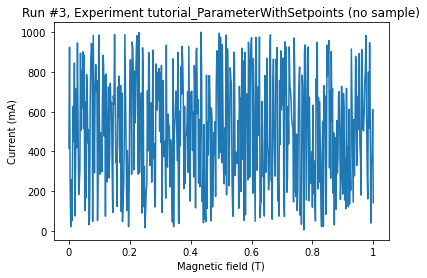 Run #3, Experiment tutorial_ParameterWithSetpoints (no sample)
1000
800
600
400
200
0
Current (mA)
0 0.2 0.4 0.6 0.8 1
Magnetic field (T)